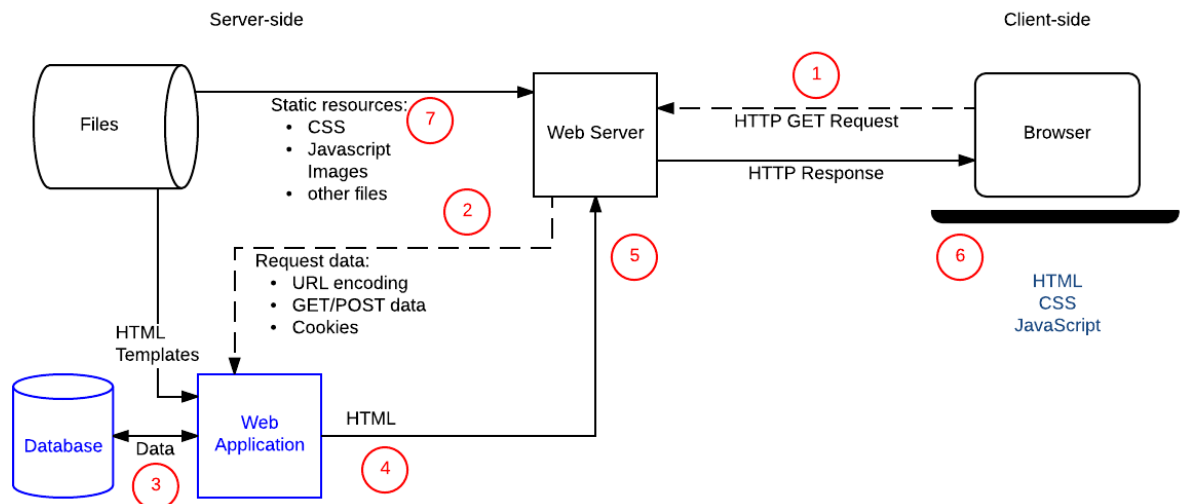 Server-side
Client-side
Files
Static resources:
• CSS
• Javascript
Images
• other files
7
Web Server
1
HTTP GET Request
HTTP Response
Browser
2
Request data:
• URL encoding
• GET/POST data
• Cookies
5
6
HTML
CSS
JavaScript
HTML
Templates
Database
Data
3
Web
Application
HTML
4